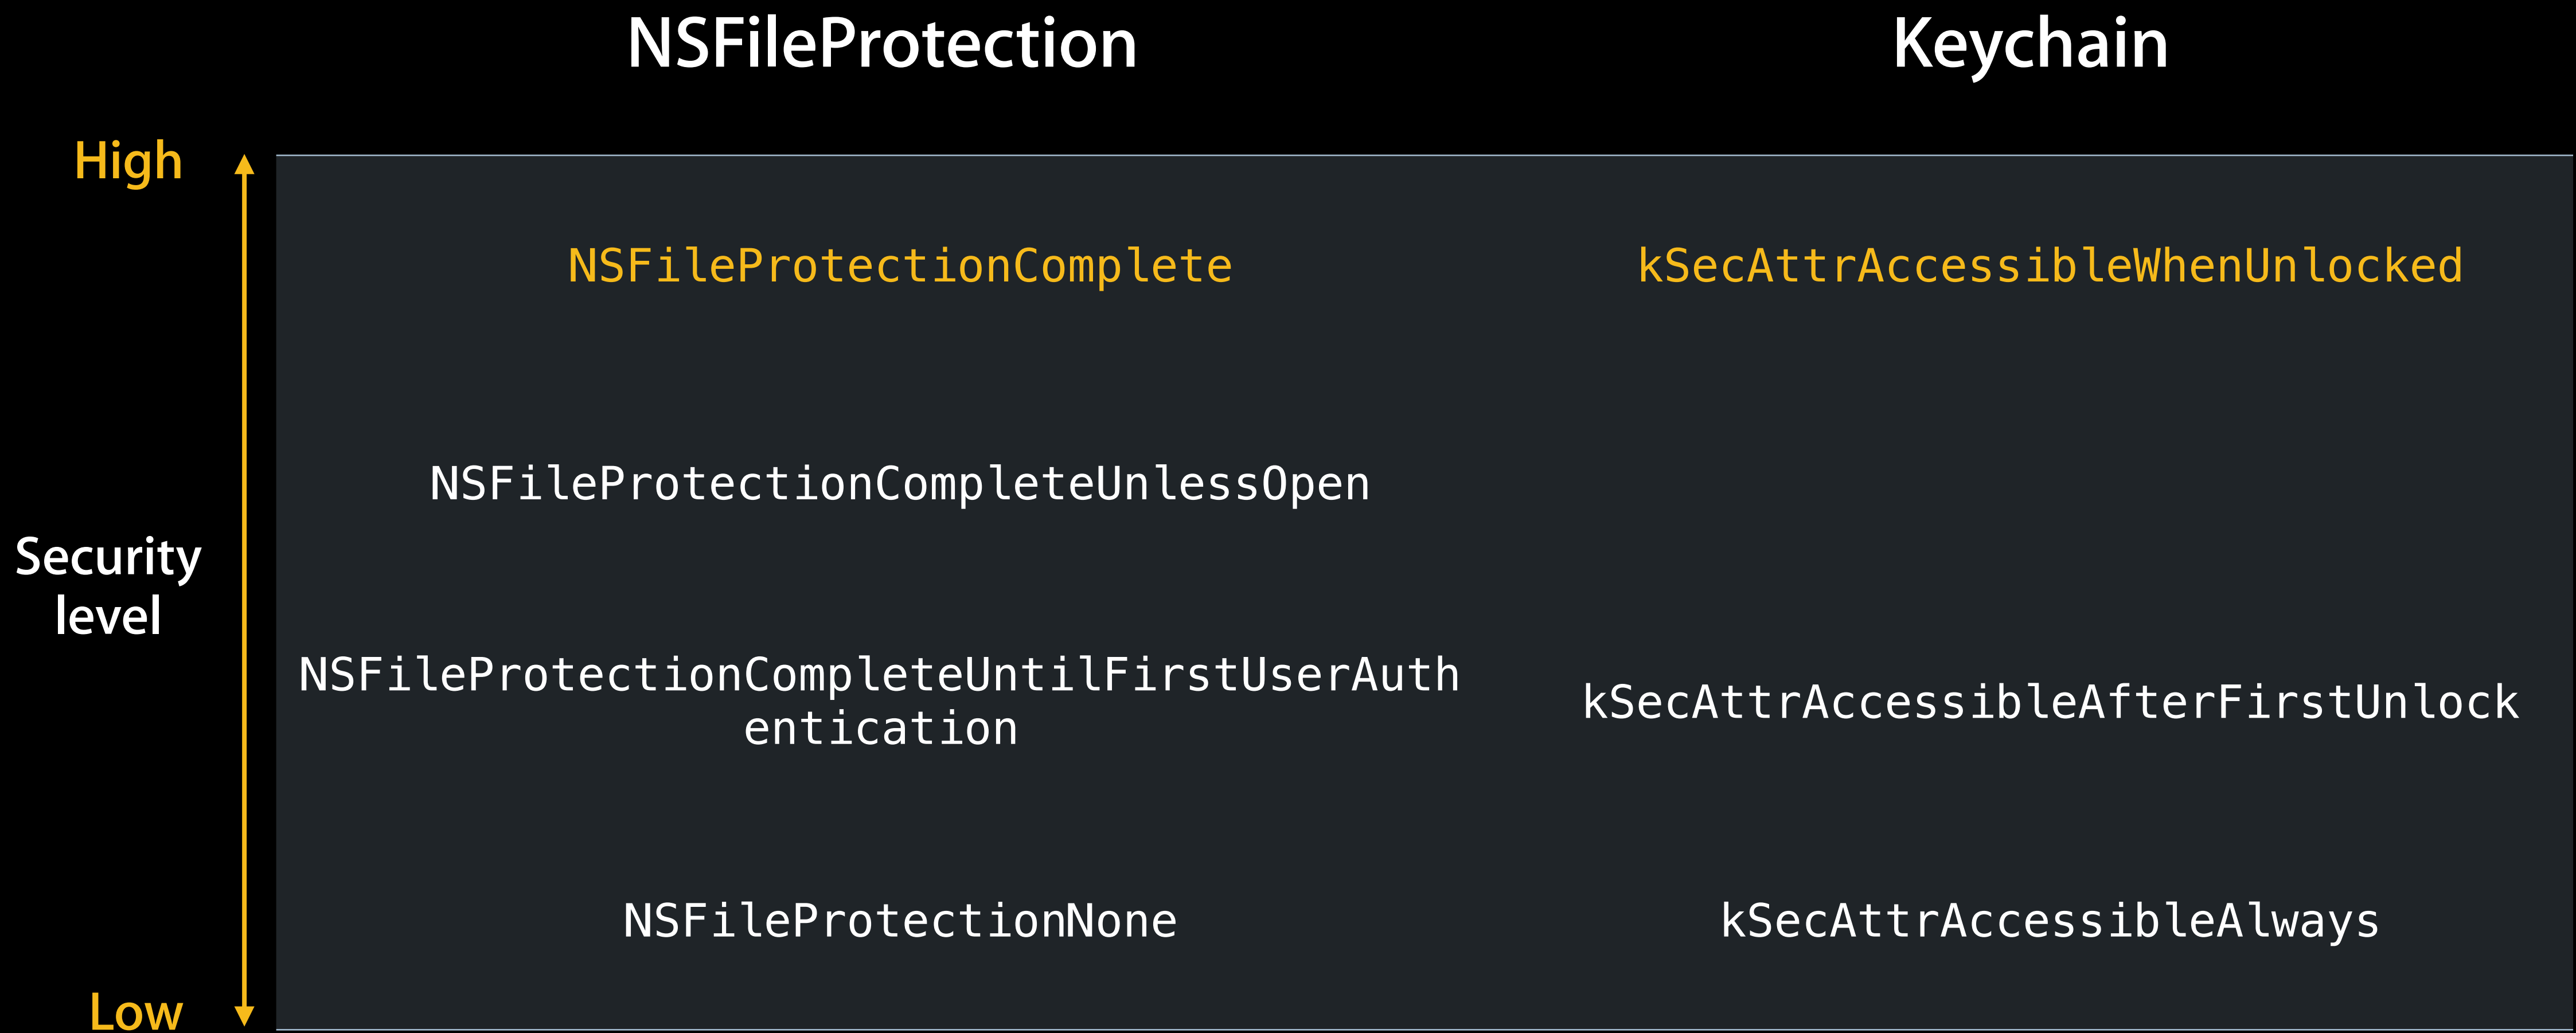 NSFileProtection Keychain
High
NSFileProtectionComplete kSecAttrAccessibleWhenUnlocked
NSFileProtectionCompleteUnlessOpen
Security
level
NSFileProtectionCompleteUntilFirstUserAuth
entication
kSecAttrAccessibleAfterFirstUnlock
NSFileProtectionNone kSecAttrAccessibleAlways
Low